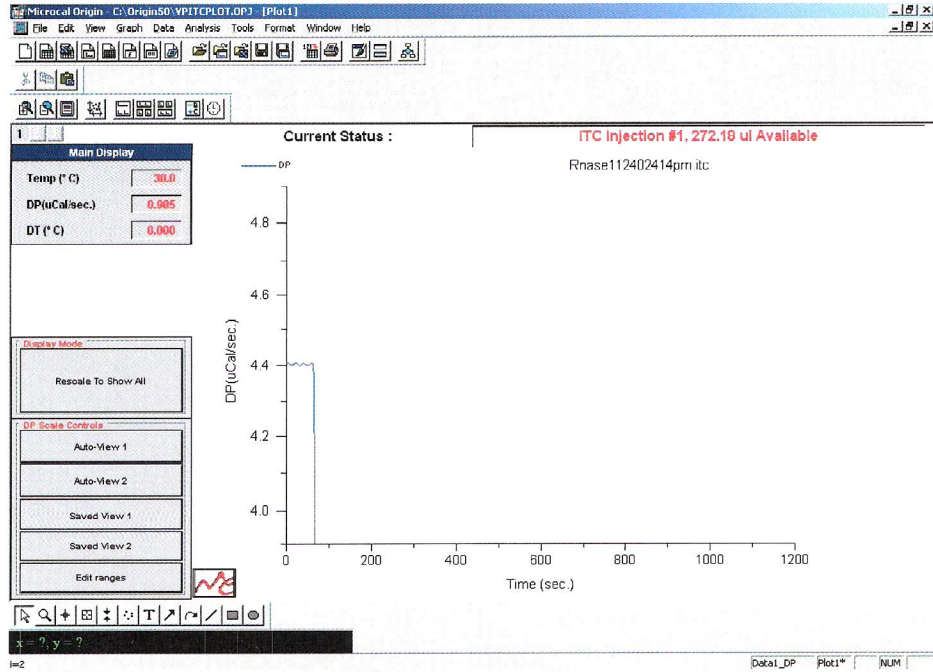 Microcal Origin - C:\Origin50\VPITCPLOT.OPJ - [Plot1]
File Edit View Graph Data Analysis Tools Format Window Help
1
Current Status :
ITC Injection #1, 272.18 ul Available
Main Display
Temp (° C) 30.0
DP(uCal/sec.) 0.985
DT (° C) 0.000
DP
Rnase112402414pm.itc
4.8
4.6
4.4
4.2
4.0
DP(uCal/sec.)
0 200 400 600 800 1000 1200
Time (sec.)
Display Mode
Rescale To Show All
DP Scale Controls
Auto-View 1
Auto-View 2
Saved View 1
Saved View 2
Edit ranges
T
x = ?, y = ?
i=2
Data1_DP Plot1* NUM